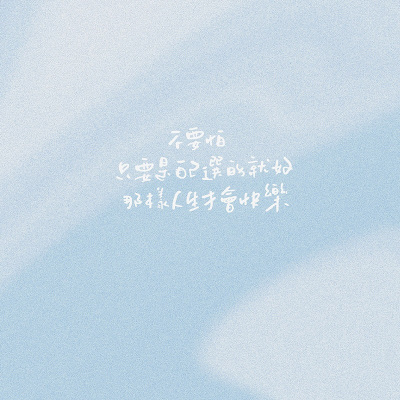 不要怕
只要是自己選的就好
那樣人生才會快樂